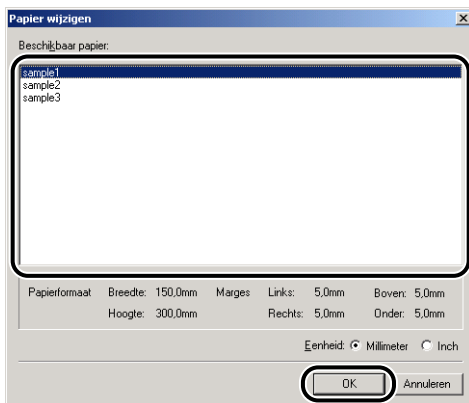 Papier wijzigen
Beschikbaar papier:
sample1
sample2
sample3
Papierformaat Breedte: 150,0mm Marges Links: 5,0mm Boven: 5,0mm
Hoogte: 300,0mm Rechts: 5,0mm Onder: 5,0mm
Eenheid: Millimeter Inch
OK Annuleren